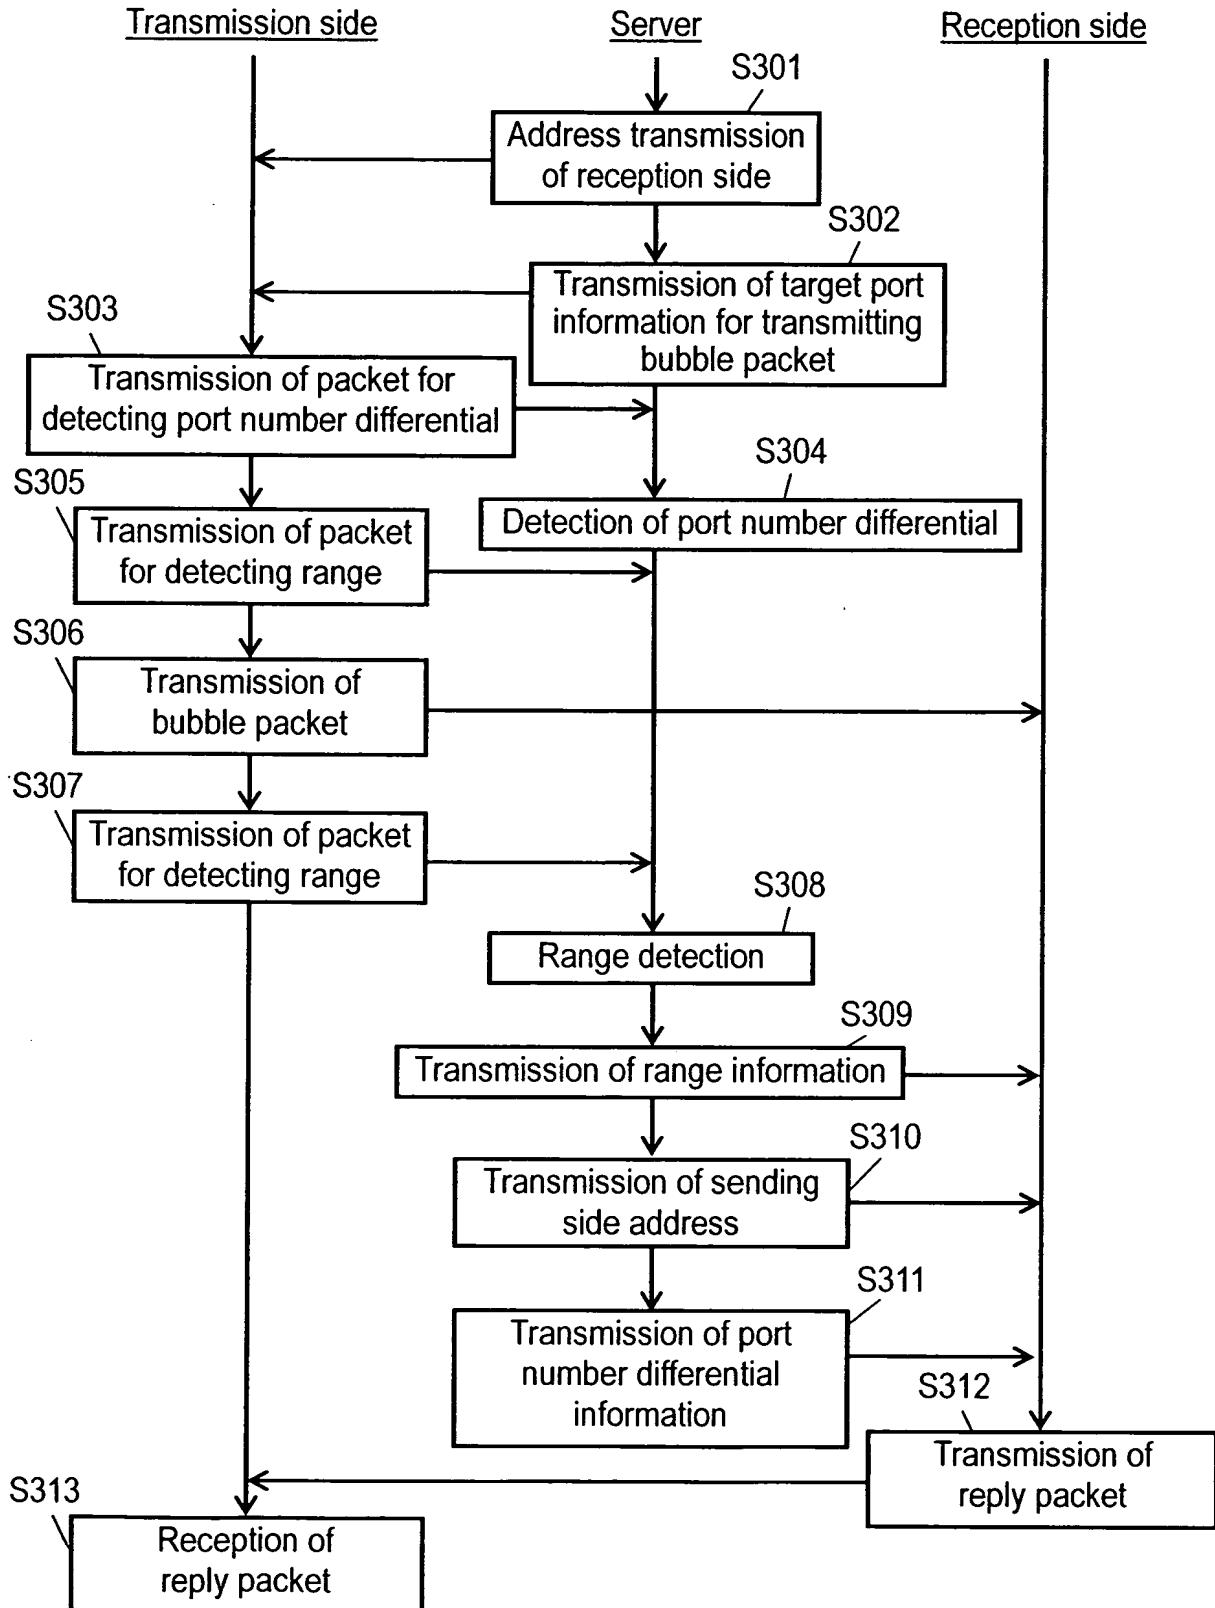 Transmission side
Server
Reception side
S301
Address transmission
of reception side
S302
Transmission of target port
information for transmitting
bubble packet
S303
Transmission of packet for
detecting port number differential
S304
Detection of port number differential
S305
Transmission of packet
for detecting range
S306
Transmission of
bubble packet
S307
Transmission of packet
for detecting range
S308
Range detection
S309
Transmission of range information
S310
Transmission of sending
side address
S311
Transmission of port
number differential
information
S312
Transmission of
reply packet
S313
Reception of
reply packet